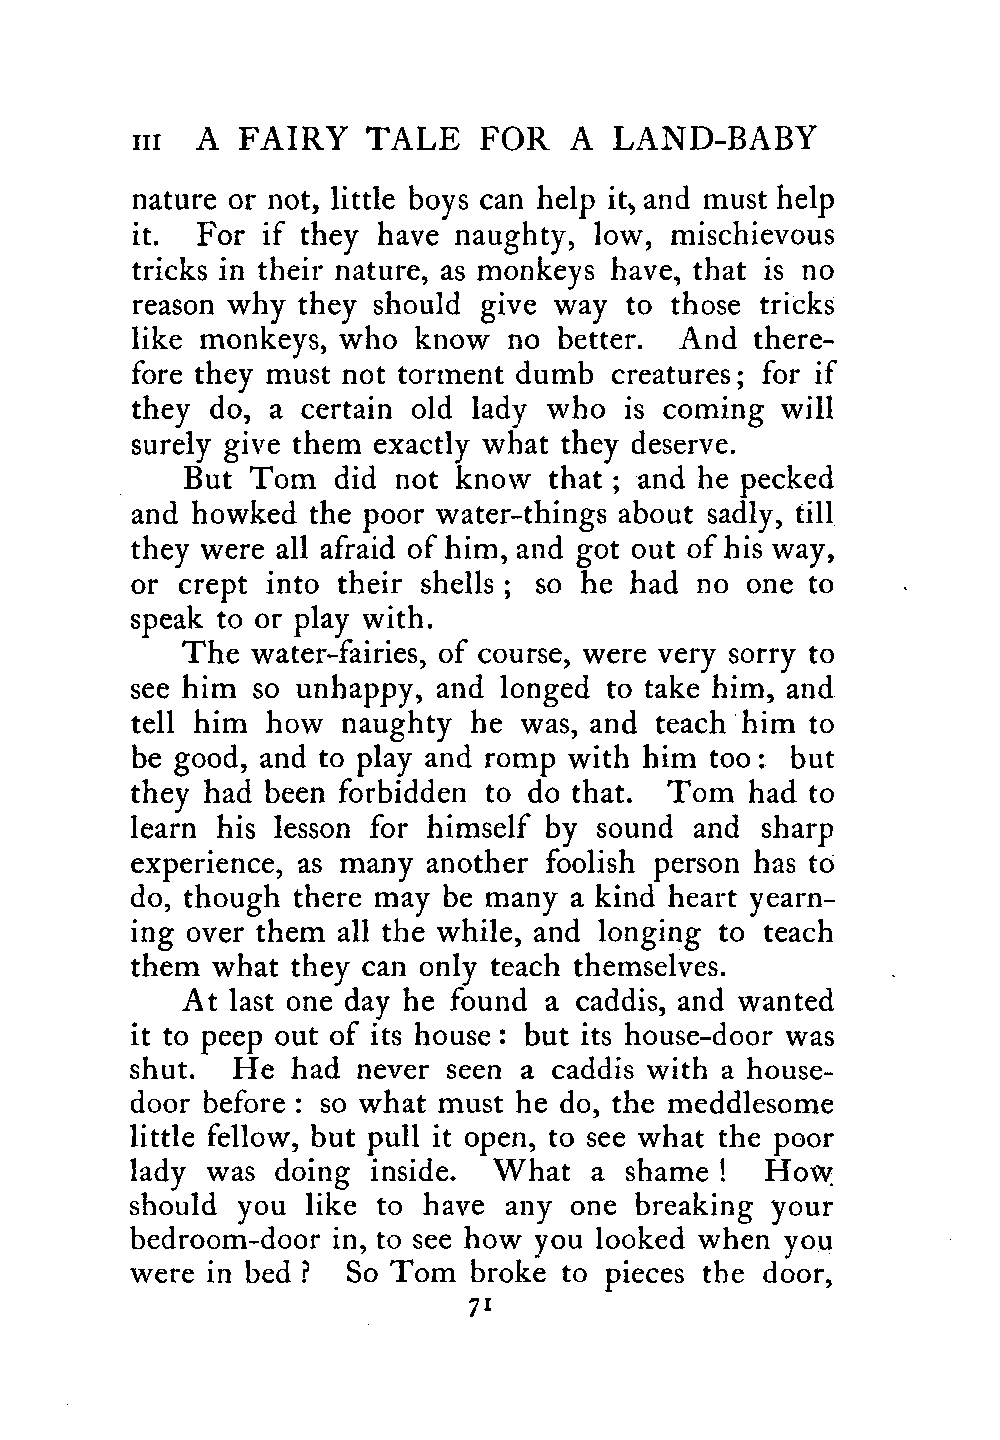 III A FAIRY TALE FOR A LAND-BABY
nature or not, little boys can help it, and must help
it. For if they have naughty, low, mischievous
tricks in their nature, as monkeys have, that is no
reason why they should give way to those tricks
like monkeys, who know no better. And there-
fore they must not torment dumb creatures; for if
they do, a certain old lady who is coming will
surely give them exactly what they deserve.
But Tom did not know that; and he pecked
and howked the poor water-things about sadly, till
they were all afraid of him, and got out of his way,
or crept into their shells; so he had no one to
speak to or play with.
The water-fairies, of course, were very sorry to
see him so unhappy, and longed to take him, and
tell him how naughty he was, and teach him to
be good, and to play and romp with him too: but
they had been forbidden to do that. Tom had to
learn his lesson for himself by sound and sharp
experience, as many another foolish person has to
do, though there may be many a kind heart yearn-
ing over them all the while, and longing to teach
them what they can only teach themselves.
At last one day he found a caddis, and wanted
it to peep out of its house: but its house-door was
shut. He had never seen a caddis with a house-
door before: so what must he do, the meddlesome
little fellow, but pull it open, to see what the poor
lady was doing inside. What a shame! How
should you like to have any one breaking your
bedroom-door in, to see how you looked when you
were in bed? So Tom broke to pieces the door,
71